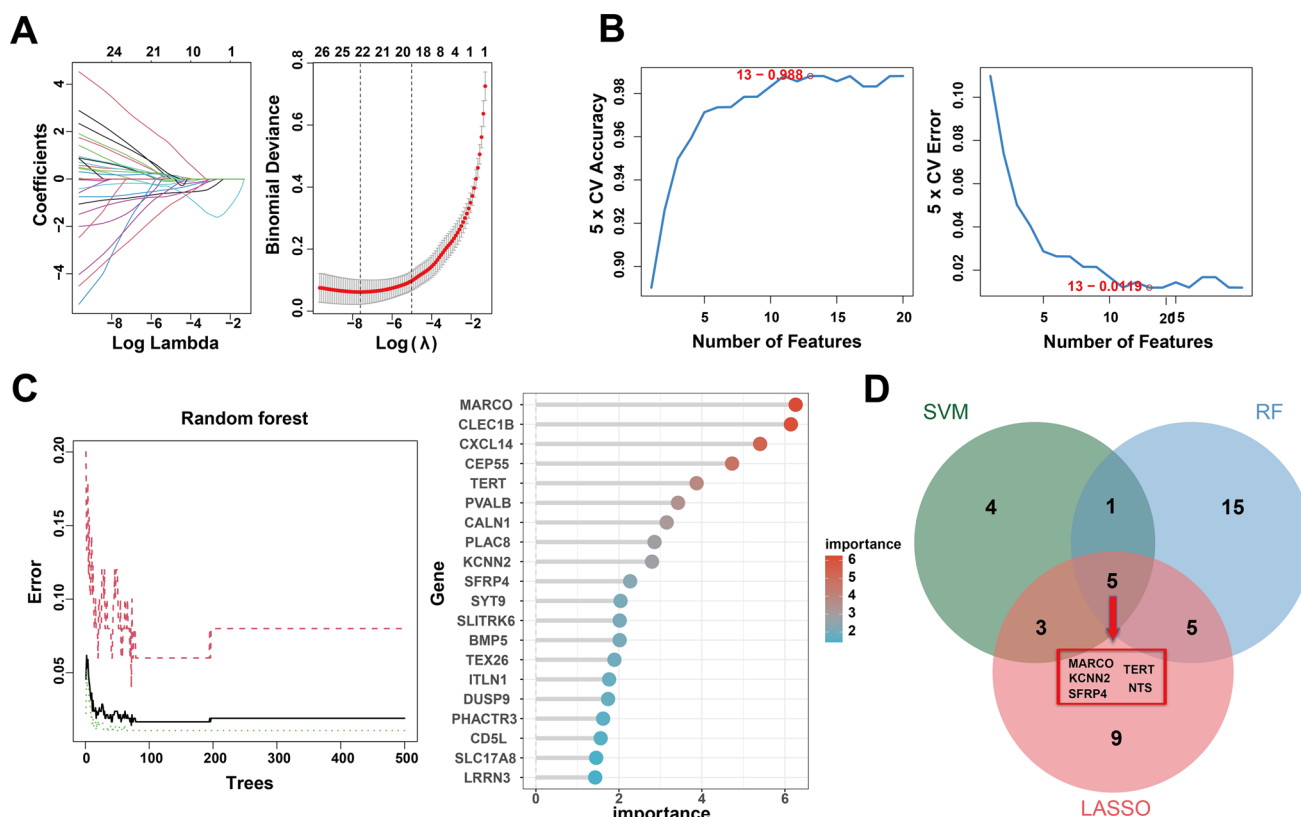 A
24 21 10 1
4
2
0
−2
−4
Coefficients
−8 −6 −4 −2
Log Lambda
26 25 22 21 20 18 8 4 1 1
0.8
0.6
0.4
0.2
0.0
Binomial Deviance
−8 −6 −4 −2
Log(λ)
B
0.98
0.96
0.94
0.92
0.90
5 x CV Accuracy
13 − 0.988
5 10 15 20
Number of Features
0.10
0.08
0.06
0.04
0.02
5 x CV Error
13 − 0.0119
5 10 20 15
Number of Features
C
Random forest
0.20
0.15
0.10
0.05
Error
0 100 200 300 400 500
Trees
Gene
MARCO
CLEC1B
CXCL14
CEP55
TERT
PVALB
CALN1
PLAC8
KCNN2
SFRP4
SYT9
SLITRK6
BMP5
TEX26
ITLN1
DUSP9
PHACTR3
CD5L
SLC17A8
LRRN3
0 2 4 6
importance
importance
6
5
4
3
2
D
SVM
RF
4
1
15
5
3
5
MARCO
KCNN2
SFRP4
TERT
NTS
9
LASSO